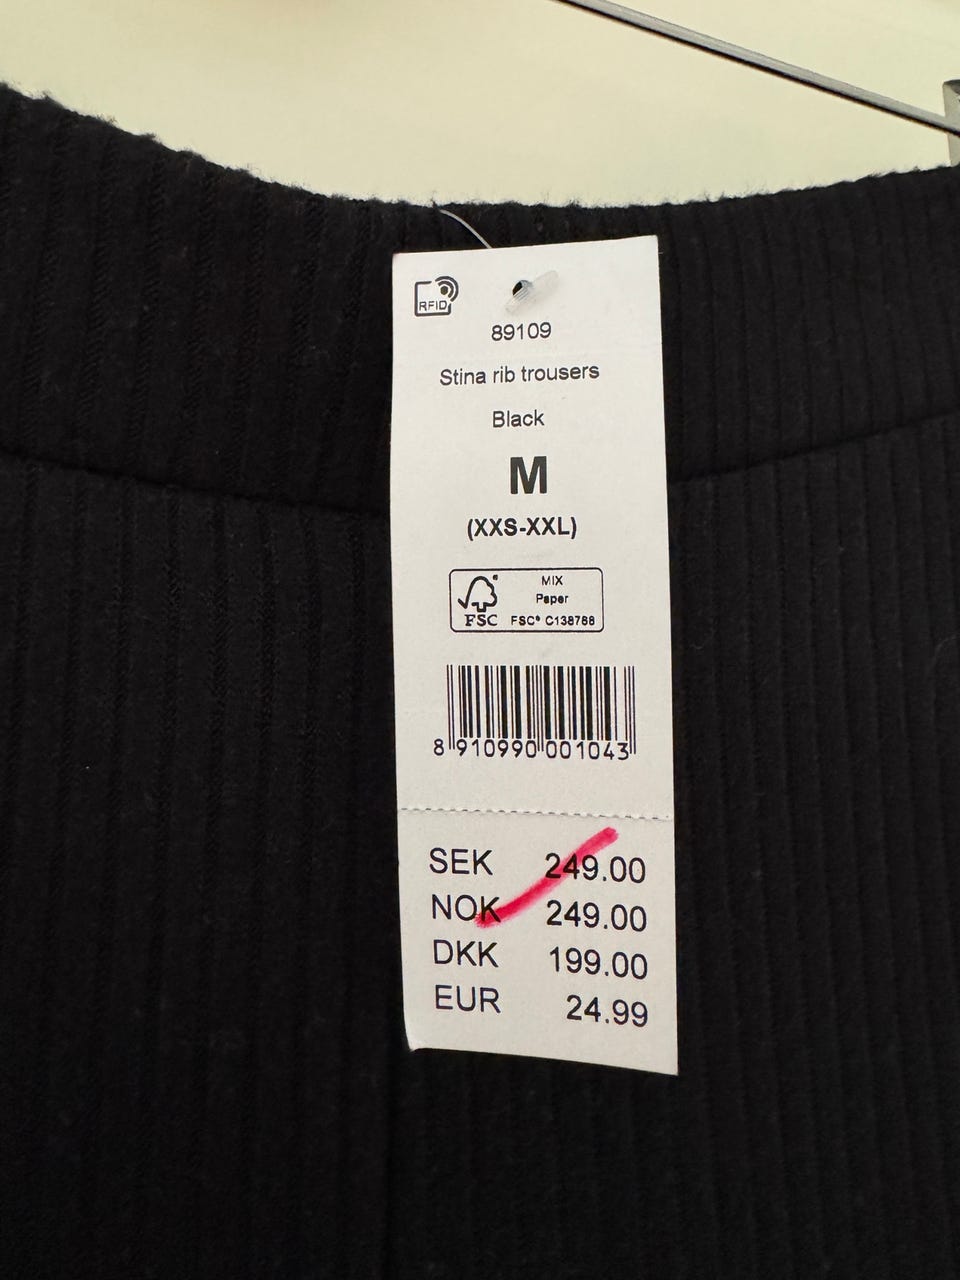 RFID
89109
Stina rib trousers
Black
M
(XXS-XXL)
MIX
Paper
FSC FSC® C138768
8 910990 001043
SEK 249.00
NOK 249.00
DKK 199.00
EUR 24.99